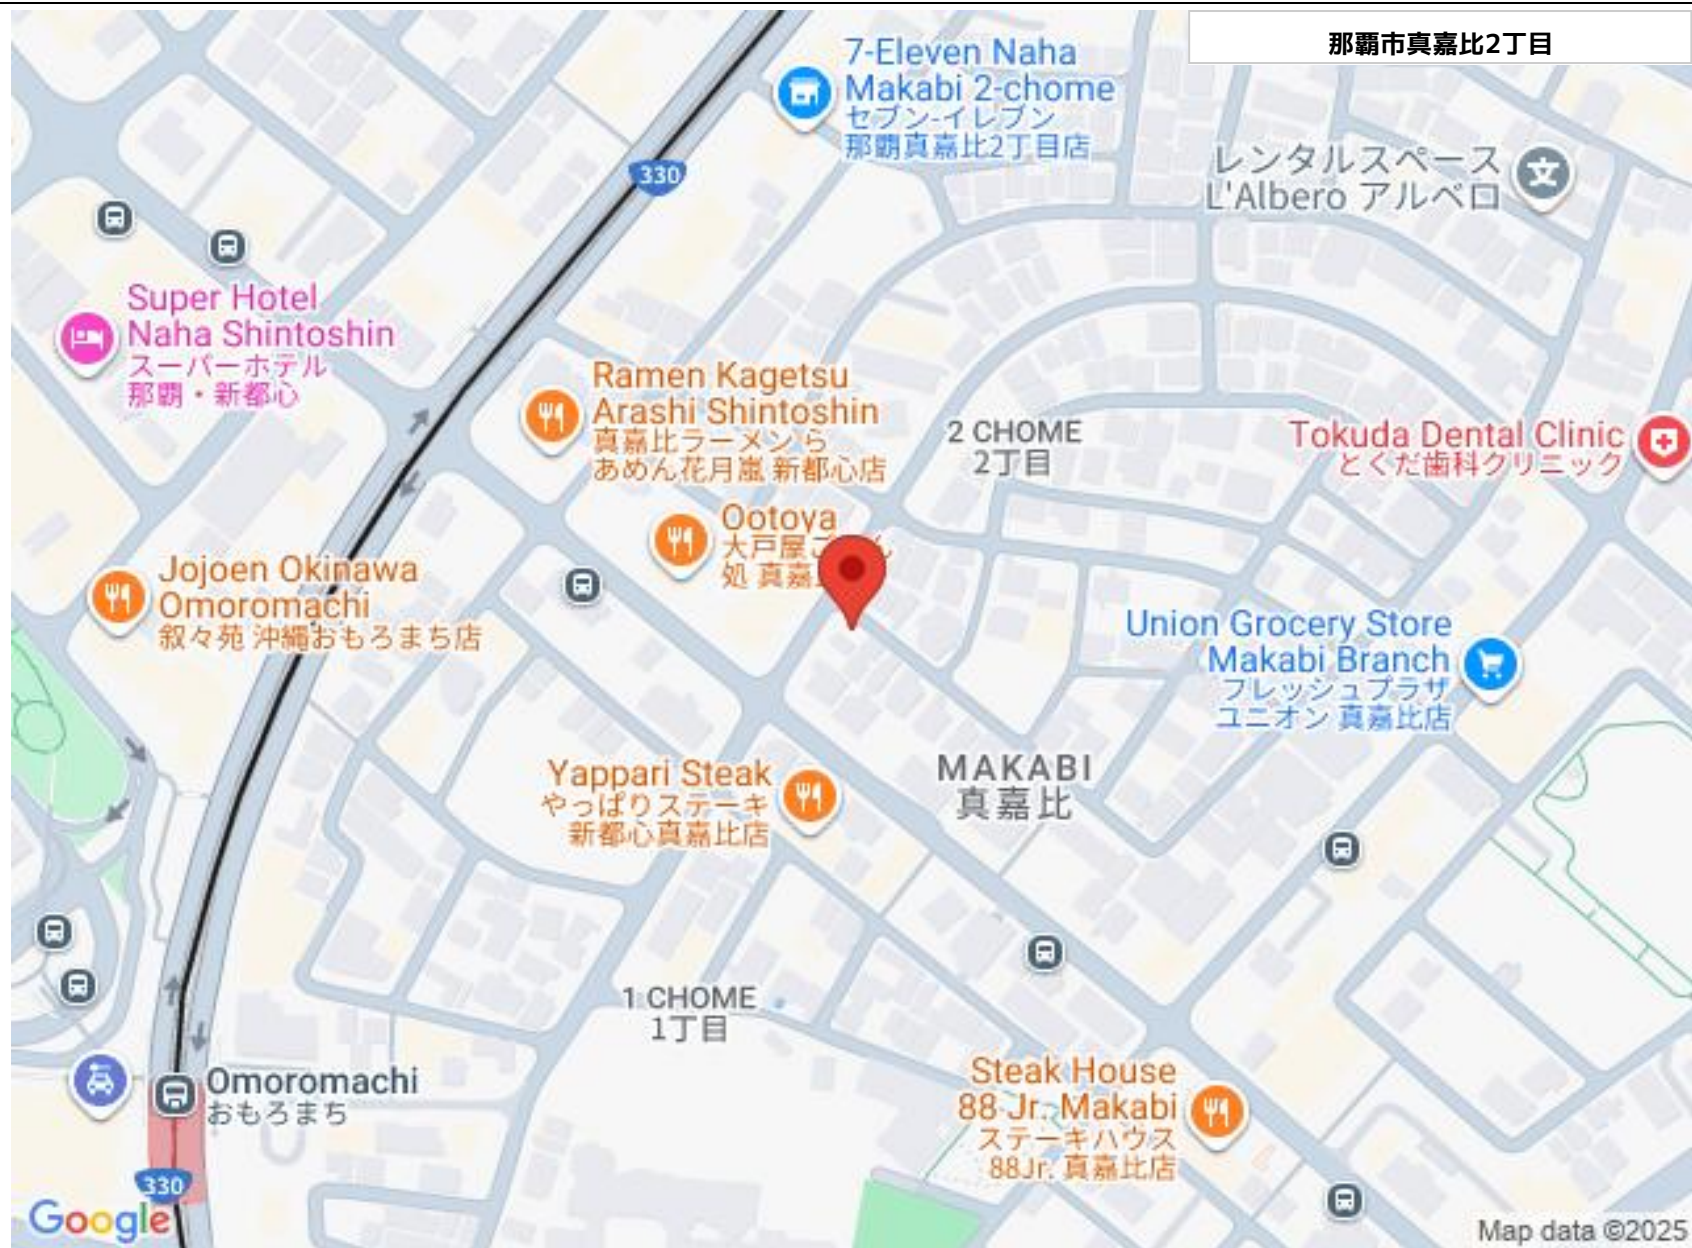 那覇市真嘉比2丁目
7-Eleven Naha
Makabi 2-chome
セブン-イレブン
那覇真嘉比2丁目店
330
レンタルスペース
L'Albero アルベロ
文
Super Hotel
Naha Shintoshin
スーパーホテル
那覇・新都心
Ramen Kagetsu
Arashi Shintoshin
真嘉比ラーメン ら
あめん花月嵐 新都心店
2 CHOME
2丁目
Tokuda Dental Clinic
とくだ歯科クリニック
Ootoya
大戸屋
処 真嘉
Jojoen Okinawa
Omoromachi
叙々苑 沖縄おもろまち店
Union Grocery Store
Makabi Branch
フレッシュプラザ
ユニオン 真嘉比店
Yappari Steak
やっぱりステーキ
新都心真嘉比店
MAKABI
真嘉比
1 CHOME
1丁目
Omoromachi
おもろまち
Steak House
88 Jr. Makabi
ステーキハウス
88Jr. 真嘉比店
330
Google
Map data ©2025